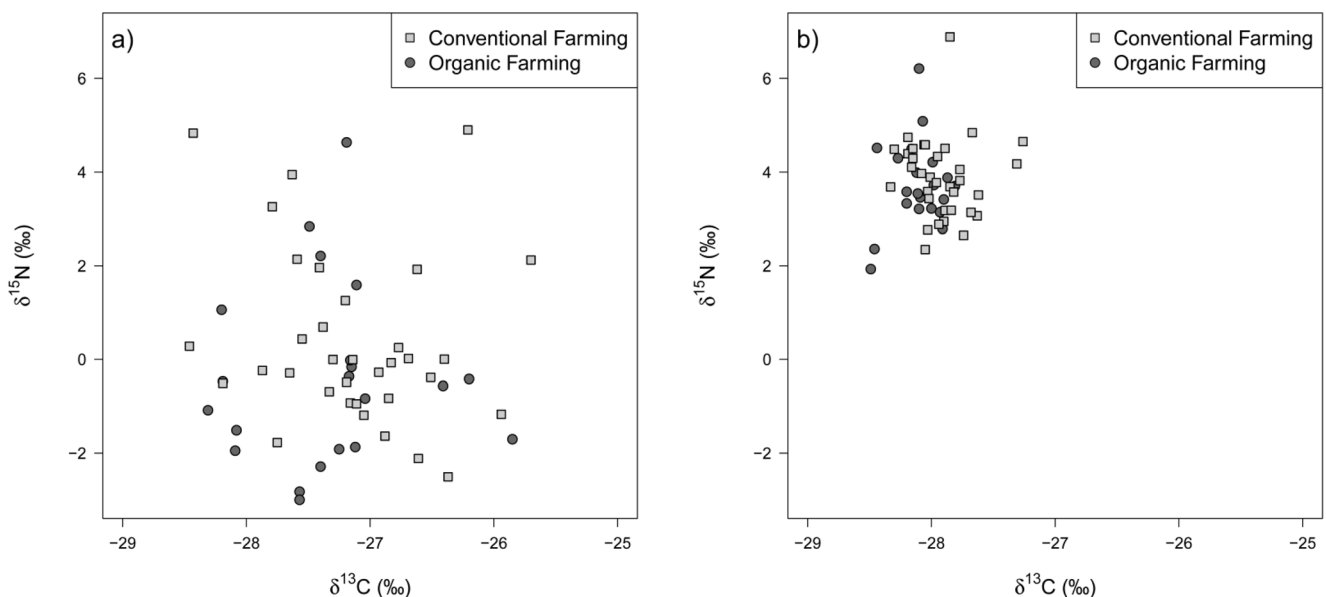 a)
Conventional Farming
Organic Farming
6
4
2
0
−2
δ15N (‰)
−29
−28
−27
−26
−25
δ13C (‰)
b)
Conventional Farming
Organic Farming
6
4
2
0
−2
δ15N (‰)
−29
−28
−27
−26
−25
δ13C (‰)